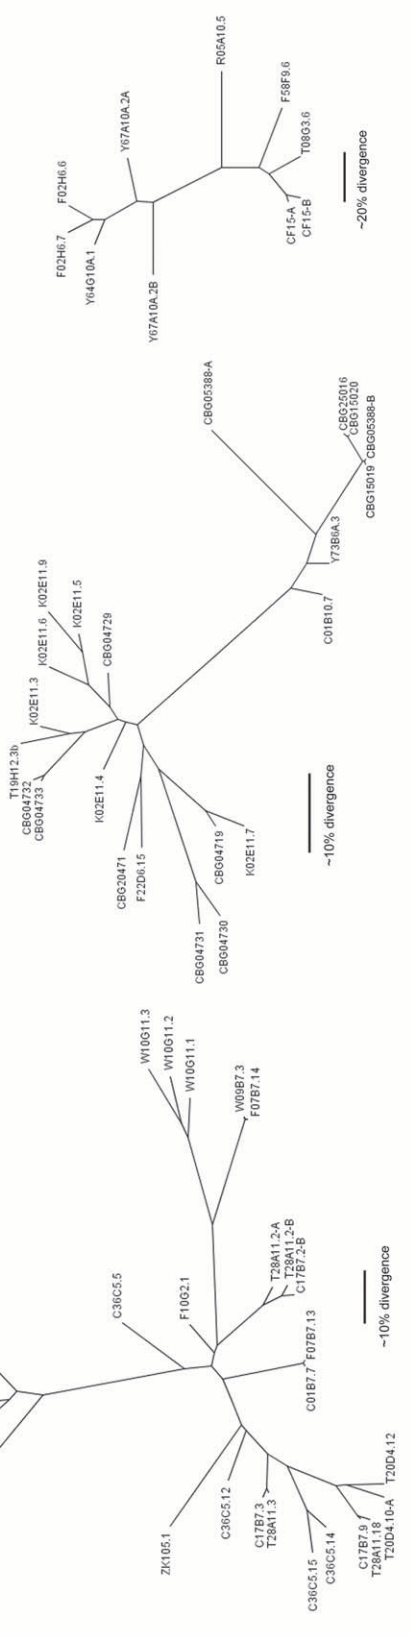 R05A10.5
F58F9.6
T08G3.6
CF15-A
CF15-B
Y67A10A.2A
F02H6.6
F02H6.7
Y64G10A.1
Y67A10A.2B
~20% divergence
CBG05388-A
CBG25016
CBG15020
CBG05388-B
CBG15019
Y73B6A.3
C01B10.7
K02E11.9
K02E11.5
K02E11.6
CBG04729
K02E11.3
T19H12.3b
CBG04732
CBG04733
K02E11.4
CBG20471
F22D6.15
CBG04719
K02E11.7
CBG04731
CBG04730
~10% divergence
W10G11.3
W10G11.2
W10G11.1
W09B7.3
F07B7.14
C36C5.5
F10G2.1
T28A11.2-A
T28A11.2-B
C17B7.2-B
F07B7.13
C01B7.7
ZK105.1
C36C5.12
C17B7.3
T28A11.3
C36C5.15
C36C5.14
C17B7.9
T28A11.18
T20D4.10-A
T20D4.12
~10% divergence